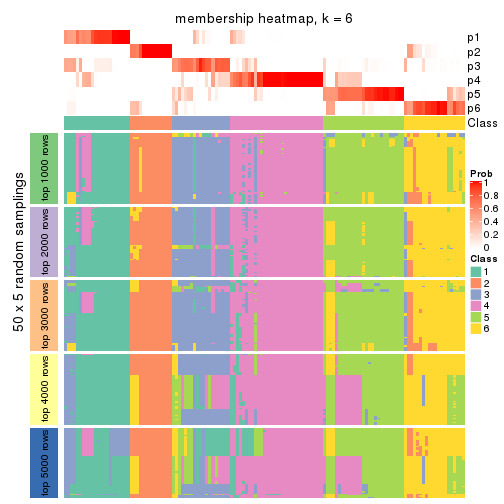 membership heatmap, k = 6
p1
p2
p3
p4
p5
p6
Class
50 x 5 random samplings
top 1000 rows
top 2000 rows
top 3000 rows
top 4000 rows
top 5000 rows
Prob
1
0.8
0.6
0.4
0.2
0
Class
1
2
3
4
5
6